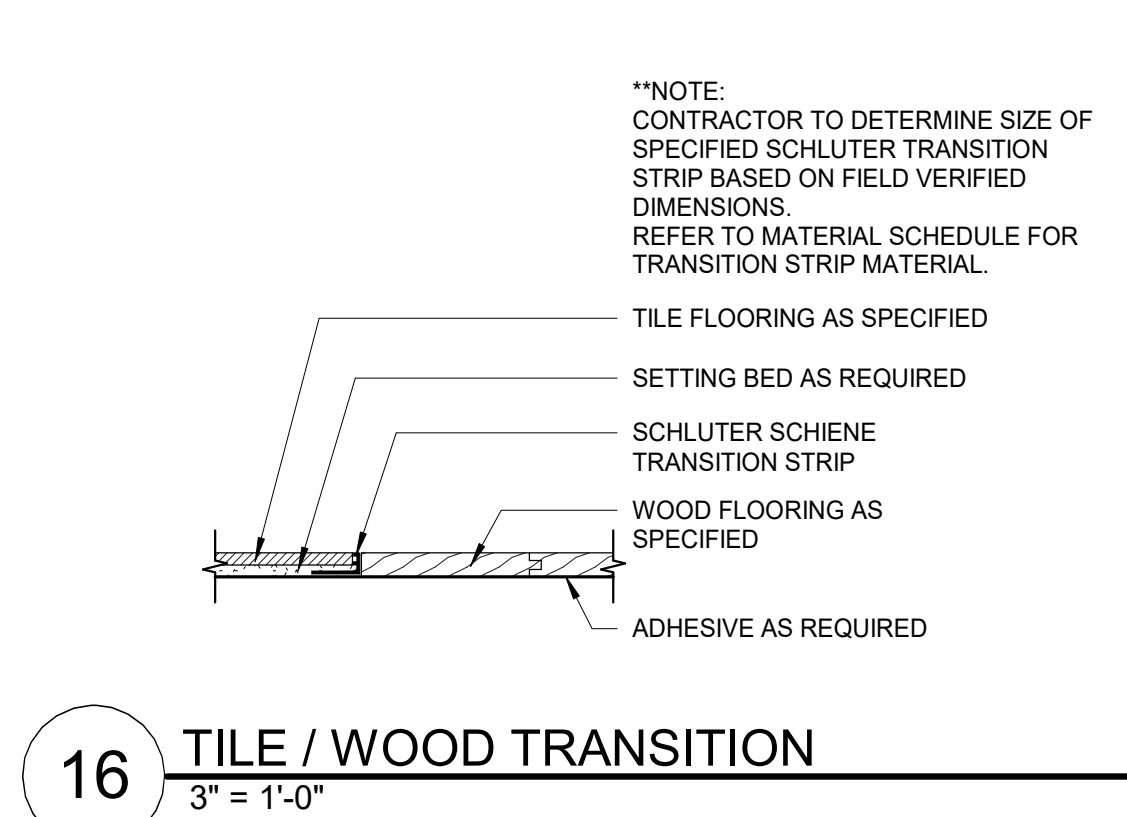 **NOTE:
CONTRACTOR TO DETERMINE SIZE OF
SPECIFIED SCHLUTER TRANSITION
STRIP BASED ON FIELD VERIFIED
DIMENSIONS.
REFER TO MATERIAL SCHEDULE FOR
TRANSITION STRIP MATERIAL.
TILE FLOORING AS SPECIFIED
SETTING BED AS REQUIRED
SCHLUTER SCHIENE
TRANSITION STRIP
WOOD FLOORING AS
SPECIFIED
ADHESIVE AS REQUIRED
16
TILE / WOOD TRANSITION
3" = 1'-0"